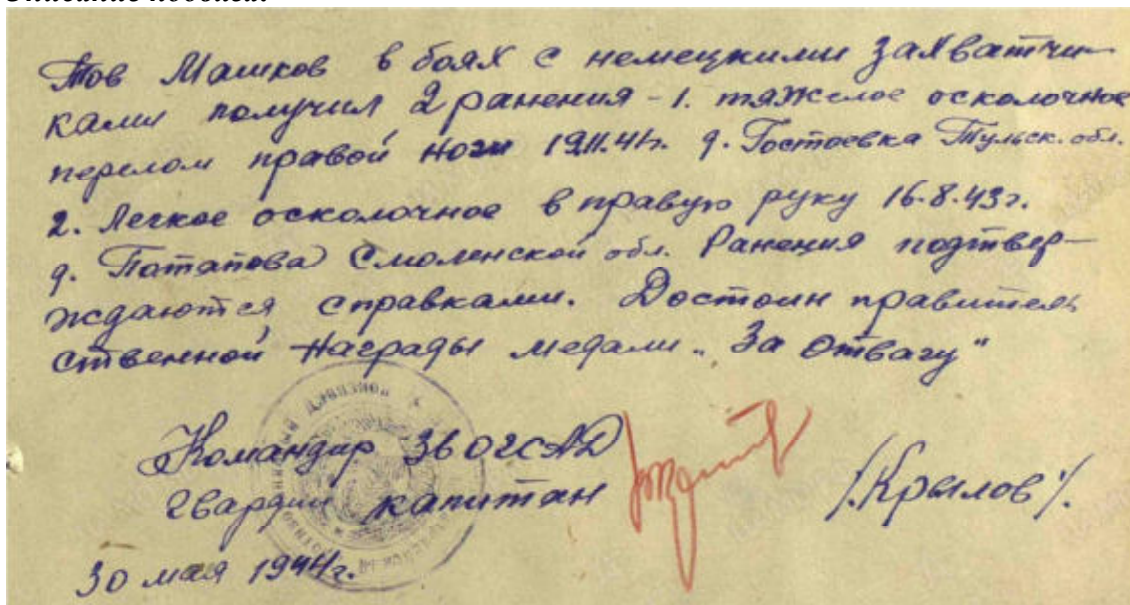 Тов Машков в боях с немецкими захватчи-
ками получил 2 ранения - 1. тяжелое осколочное
перелом правой ноги 19.11.41г. д. Гостоевка Тульск. обл.
2. Легкое осколочное в правую руку 16.8.43г.
д. Патапова Смоленской обл. Ранения подтвер-
ждаются справками. Достоин правитель
ственной Награды медали „За Отвагу"
Командир 36 ОГСАД
Гвардии капитан /.Крылов/.
30 мая 1944г.